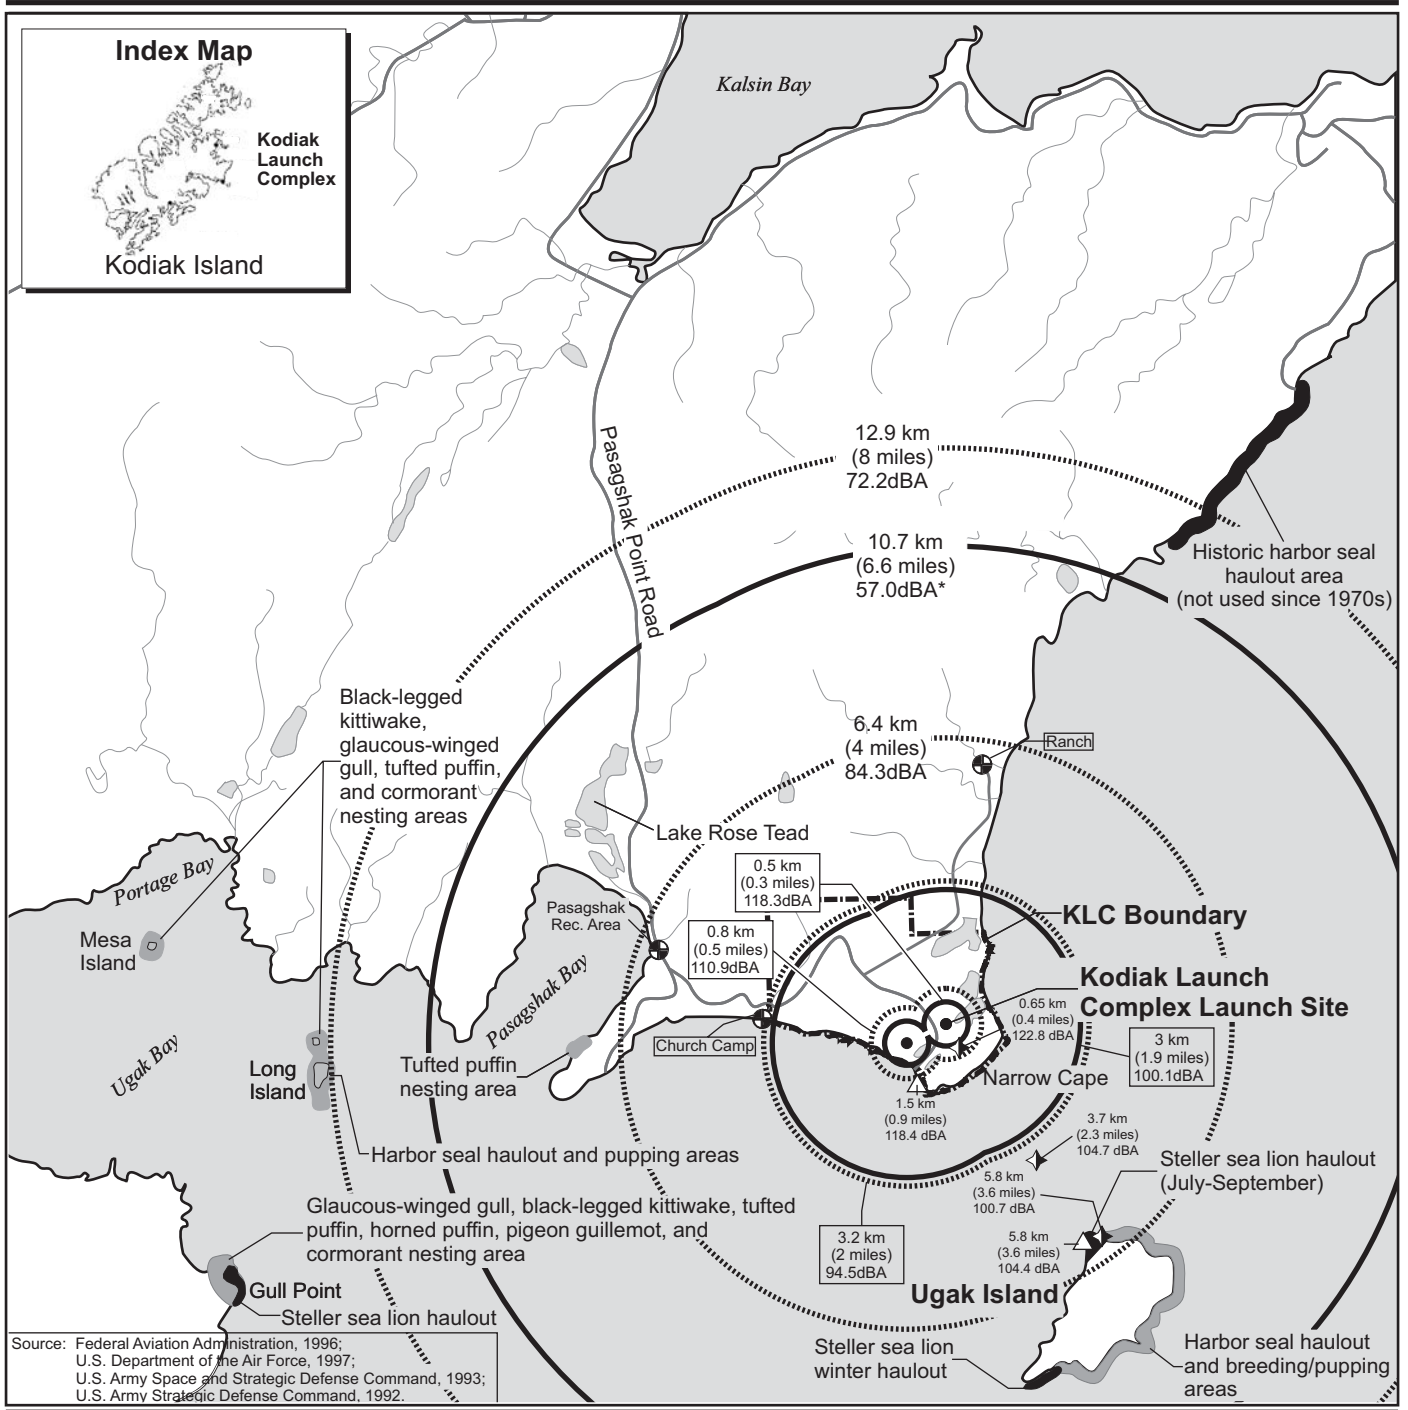 Index Map
Kodiak
Launch
Complex
Kodiak Island
Kalsin Bay
Pasagshak Point Road
12.9 km
(8 miles)
72.2dBA
10.7 km
(6.6 miles)
57.0dBA*
Historic harbor seal
haulout area
(not used since 1970s)
Black-legged
kittiwake,
glaucous-winged
gull, tufted puffin,
and cormorant
nesting areas
6.4 km
(4 miles)
84.3dBA
Ranch
Lake Rose Tead
0.5 km
(0.3 miles)
118.3dBA
Portage Bay
Pasagshak
Rec. Area
KLC Boundary
0.8 km
(0.5 miles)
110.9dBA
Mesa
Island
Pasagshak Bay
Kodiak Launch
Complex Launch Site
0.65 km
(0.4 miles)
122.8 dBA
3 km
(1.9 miles)
100.1dBA
Church Camp
Ugak Bay
Long
Island
Tufted puffin
nesting area
Narrow Cape
1.5 km
(0.9 miles)
118.4 dBA
3.7 km
(2.3 miles)
104.7 dBA
Harbor seal haulout and pupping areas
Steller sea lion haulout
(July-September)
5.8 km
(3.6 miles)
100.7 dBA
Glaucous-winged gull, black-legged kittiwake, tufted
puffin, horned puffin, pigeon guillemot, and
cormorant nesting area
3.2 km
(2 miles)
94.5dBA
5.8 km
(3.6 miles)
104.4 dBA
Gull Point
Ugak Island
Steller sea lion haulout
Steller sea lion
winter haulout
Harbor seal haulout
and breeding/pupping
areas
Source: Federal Aviation Administration, 1996;
U.S. Department of the Air Force, 1997;
U.S. Army Space and Strategic Defense Command, 1993;
U.S. Army Strategic Defense Command, 1992.